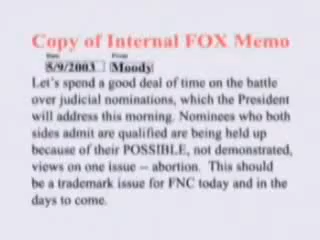 Copy of Internal FOX Memo
Date From
5/9/2003 Moody
Let's spend a good deal of time on the battle
over judicial nominations, which the President
will address this morning. Nominees who both
sides admit are qualified are being held up
because of their POSSIBLE, not demonstrated,
views on one issue -- abortion. This should
be a trademark issue for FNC today and in the
days to come.